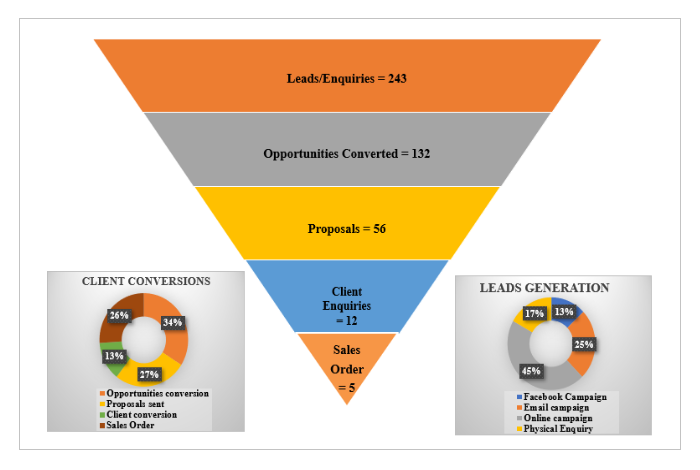 Leads/Enquiries = 243
Opportunities Converted = 132
Proposals = 56
Client
Enquiries
= 12
Sales
Order
= 5
CLIENT CONVERSIONS
26%
34%
13%
27%
Opportunities conversion
Proposals sent
Client conversion
Sales Order
LEADS GENERATION
17%
13%
25%
45%
Facebook Campaign
Email campaign
Online campaign
Physical Enquiry